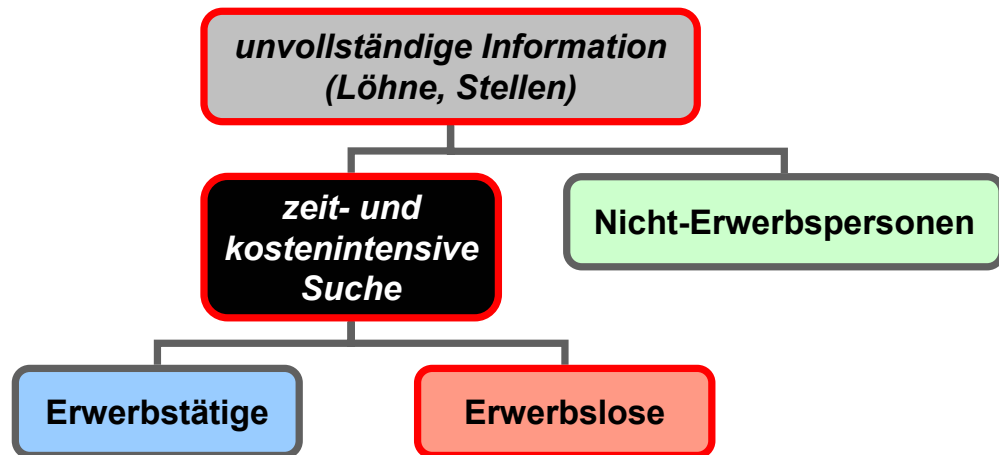 unvollständige Information
(Löhne, Stellen)
zeit- und
kostenintensive
Suche
Nicht-Erwerbspersonen
Erwerbstätige
Erwerbslose